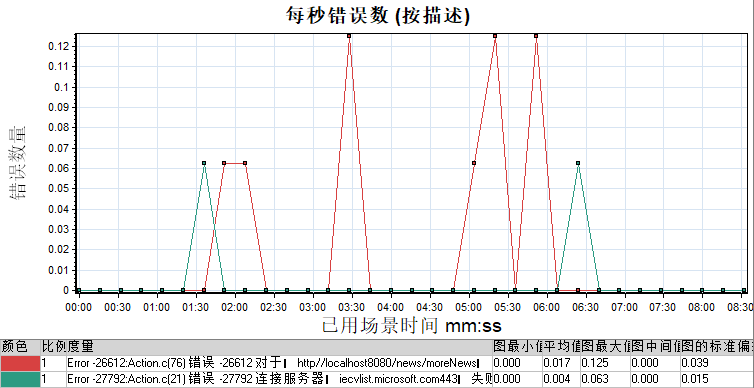 每秒错误数 (按描述)
错误数量
0.12
0.11
0.1
0.09
0.08
0.07
0.06
0.05
0.04
0.03
0.02
0.01
0
00:00 00:30 01:00 01:30 02:00 02:30 03:00 03:30 04:00 04:30 05:00 05:30 06:00 06:30 07:00 07:30 08:00 08:30
已用场景时间 mm:ss
颜色 比例 度量 图最小值 平均值 图最大值 图中间值 图的标准偏
1 Error -26612:Action.c(76) 错误 -26612 对于 http://localhost8080/news/moreNews 0.000 0.017 0.125 0.000 0.039
1 Error -27792:Action.c(21) 错误 -27792 连接服务器 iecvlist.microsoft.com443 失败 0.000 0.004 0.063 0.000 0.015